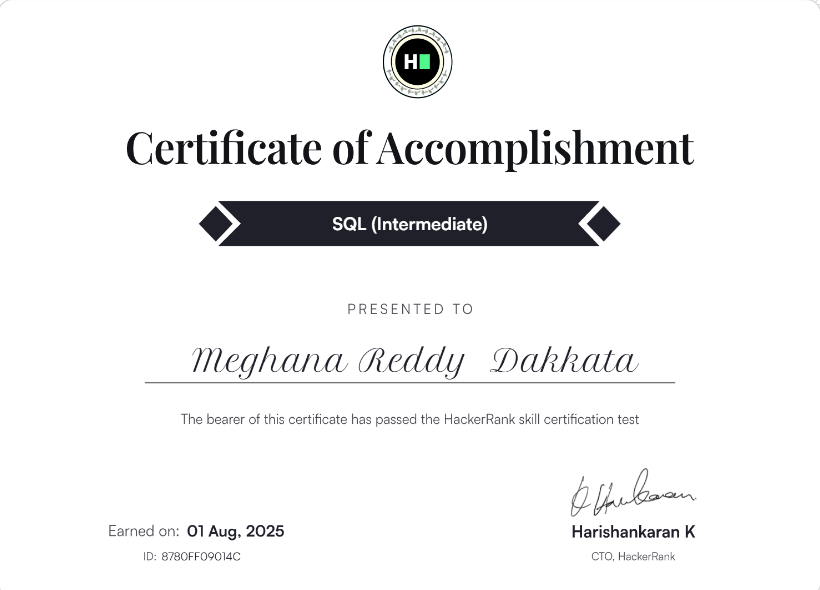 H
Certificate of Accomplishment
SQL (Intermediate)
PRESENTED TO
Meghana Reddy Dakkata
The bearer of this certificate has passed the HackerRank skill certification test
Earned on: 01 Aug, 2025
ID: 8780FF09014C
Harishankaran K
CTO, HackerRank